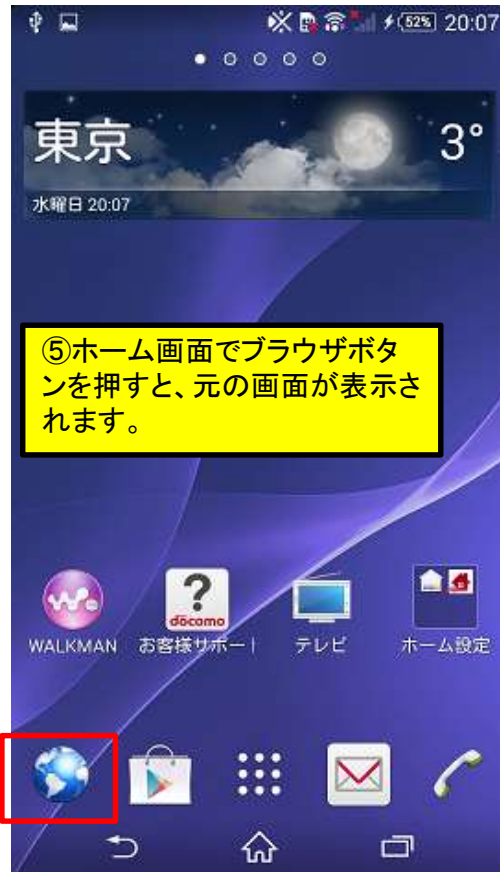 52% 20:07
東京
3°
水曜日 20:07
⑤ホーム画面でブラウザボタ
ンを押すと、元の画面が表示さ
れます。
?
döcomo
WALKMAN お客様サポート テレビ ホーム設定